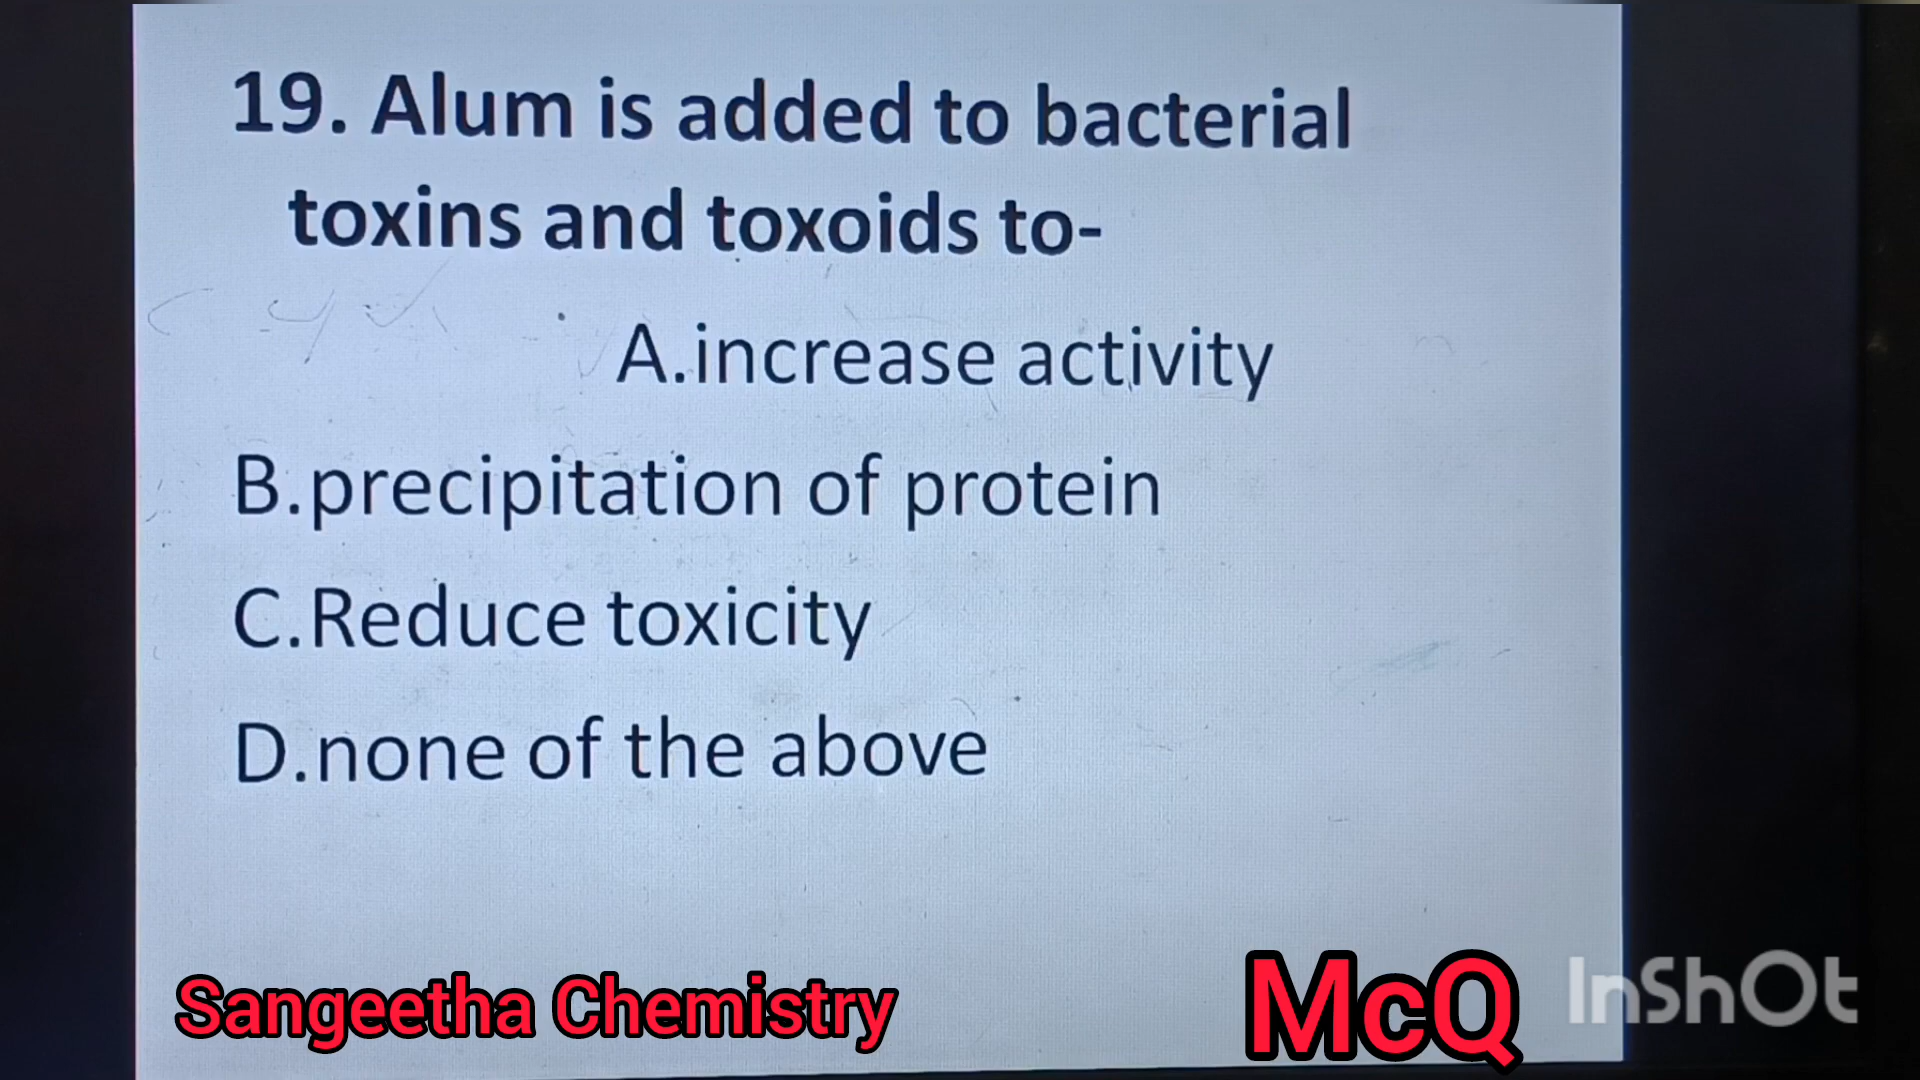 19. Alum is added to bacterial
toxins and toxoids to-
A.increase activity
B.precipitation of protein
C.Reduce toxicity
D.none of the above
Sangeetha Chemistry
McQ
InShOt